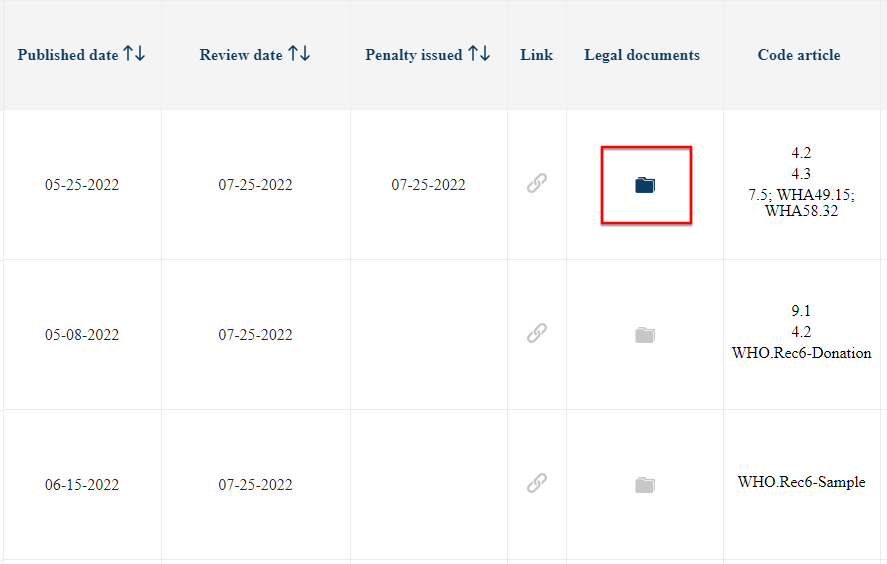 Published date ↑↓ Review date ↑↓ Penalty issued ↑↓ Link Legal documents Code article
05-25-2022 07-25-2022 07-25-2022
4.2
4.3
7.5; WHA49.15;
WHA58.32
05-08-2022 07-25-2022
9.1
4.2
WHO.Rec6-Donation
06-15-2022 07-25-2022 WHO.Rec6-Sample